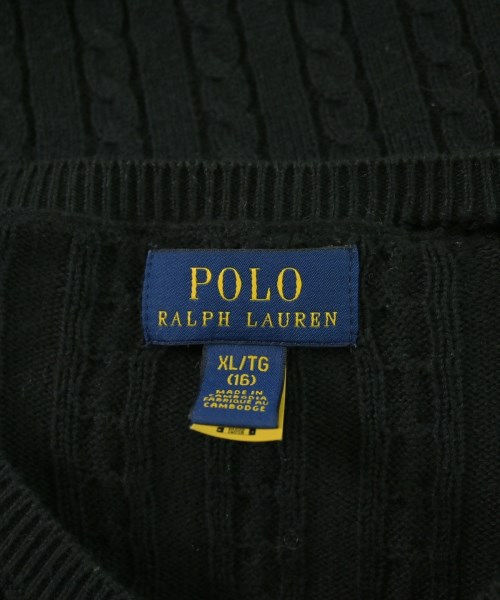 POLO
RALPH LAUREN
XL/TG
(16)
MADE IN
CAMBODIA
FABRIQUÉ AU
CAMBODGE